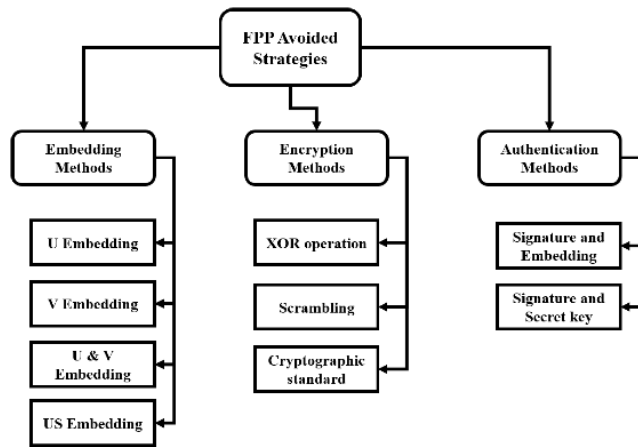 FPP Avoided
Strategies
Embedding
Methods
U Embedding
V Embedding
U & V
Embedding
US Embedding
Encryption
Methods
XOR operation
Scrambling
Cryptographic
standard
Authentication
Methods
Signature and
Embedding
Signature and
Secret key